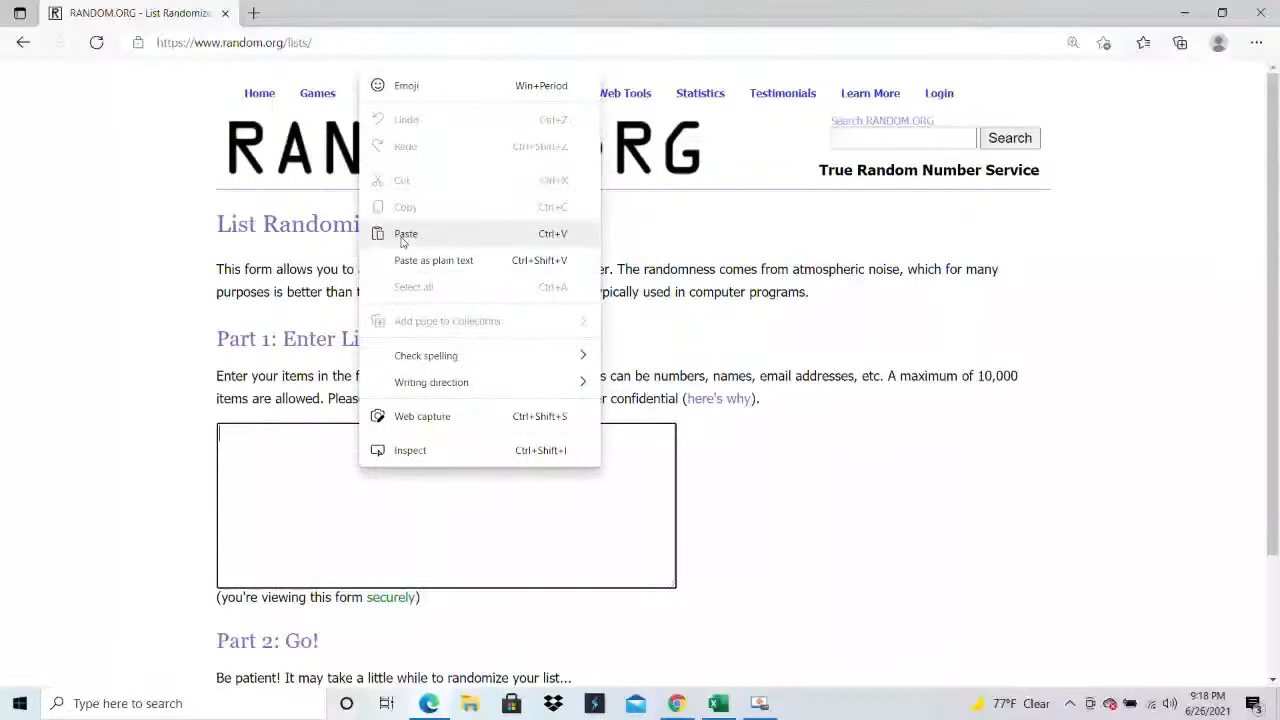 RANDOM.ORG - List Randomize
https://www.random.org/lists/
Home Games Web Tools Statistics Testimonials Learn More Login
Search RANDOM.ORG
RAN RG
Search
True Random Number Service
List Randomi
This form allows you to r. The randomness comes from atmospheric noise, which for many
purposes is better than ypically used in computer programs.
Part 1: Enter Li
Enter your items in the f s can be numbers, names, email addresses, etc. A maximum of 10,000
items are allowed. Pleas r confidential (here's why).
Emoji Win+Period
Undo Ctrl+Z
Redo Ctrl+Shift+Z
Cut Ctrl+X
Copy Ctrl+C
Paste Ctrl+V
Paste as plain text Ctrl+Shift+V
Select all Ctrl+A
Add page to Collections
Check spelling
Writing direction
Web capture Ctrl+Shift+S
Inspect Ctrl+Shift+I
(you're viewing this form securely)
Part 2: Go!
Be patient! It may take a little while to randomize your list...
Type here to search
77°F Clear
9:18 PM
6/26/2021
3